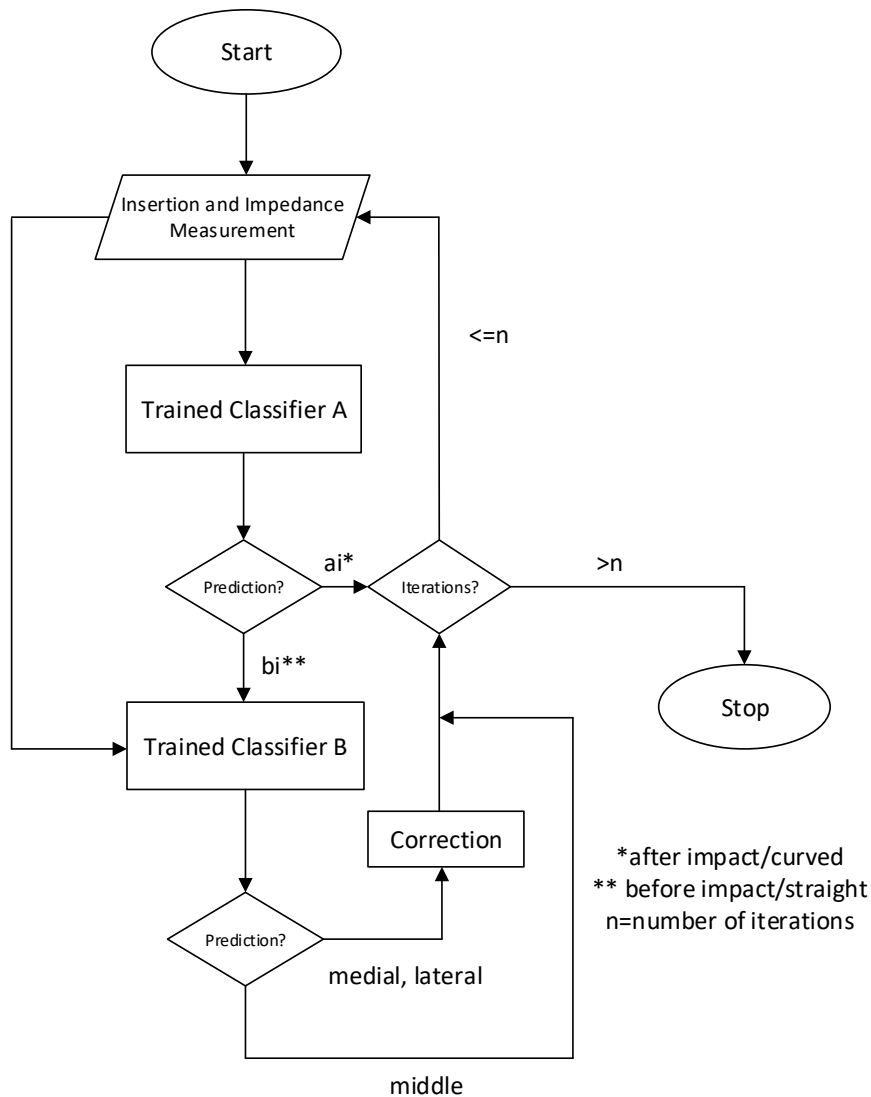 Start
Insertion and Impedance
Measurement
<=n
Trained Classifier A
Prediction?
ai*
Iterations?
>n
bi**
Stop
Trained Classifier B
Correction
*after impact/curved
** before impact/straight
n=number of iterations
Prediction?
medial, lateral
middle